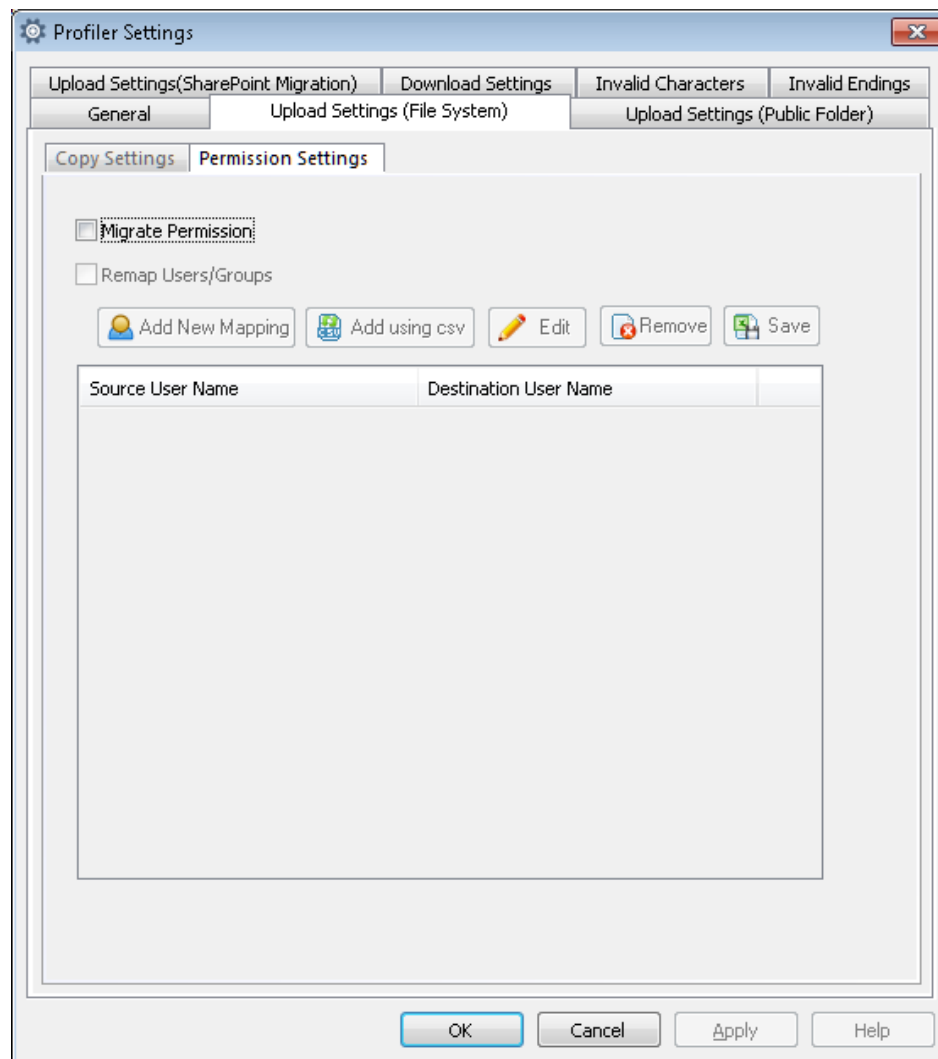 Profiler Settings
Upload Settings(SharePoint Migration) Download Settings Invalid Characters Invalid Endings
General Upload Settings (File System) Upload Settings (Public Folder)
Copy Settings Permission Settings
Migrate Permission
Remap Users/Groups
Add New Mapping csv Add using csv Edit Remove Save
Source User Name Destination User Name
OK Cancel Apply Help